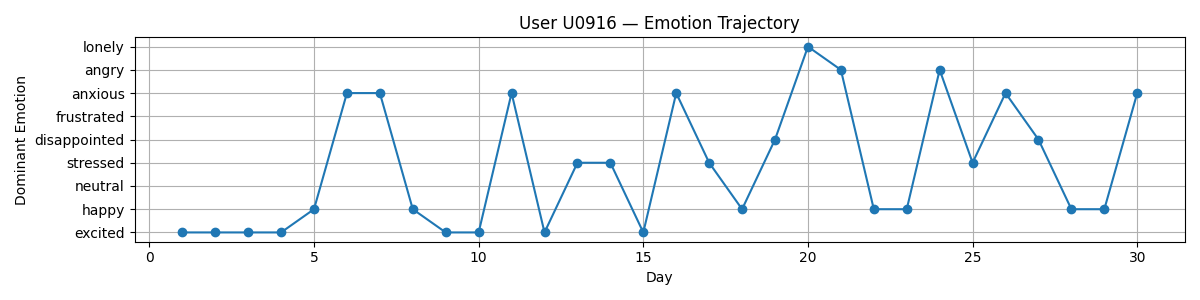 User U0916 — Emotion Trajectory
Dominant Emotion
lonely
angry
anxious
frustrated
disappointed
stressed
neutral
happy
excited
0 5 10 15 20 25 30
Day